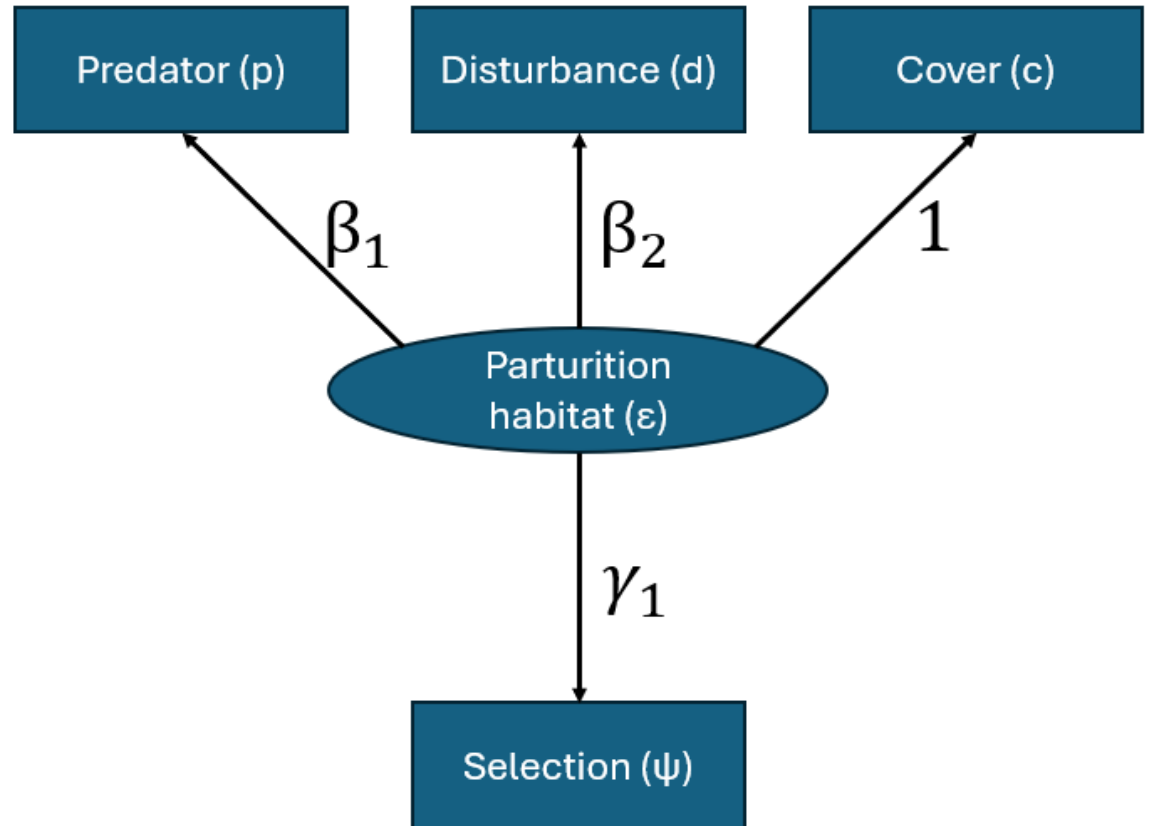 Predator (p)
Disturbance (d)
Cover (c)
β₁
β₂
1
Parturition
habitat (ε)
γ₁
Selection (ψ)